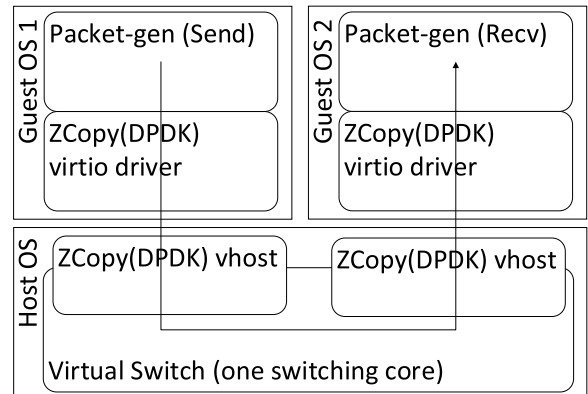 Guest OS 1
Packet-gen (Send)
ZCopy(DPDK)
virtio driver
Guest OS 2
Packet-gen (Recv)
ZCopy(DPDK)
virtio driver
Host OS
ZCopy(DPDK) vhost
ZCopy(DPDK) vhost
Virtual Switch (one switching core)